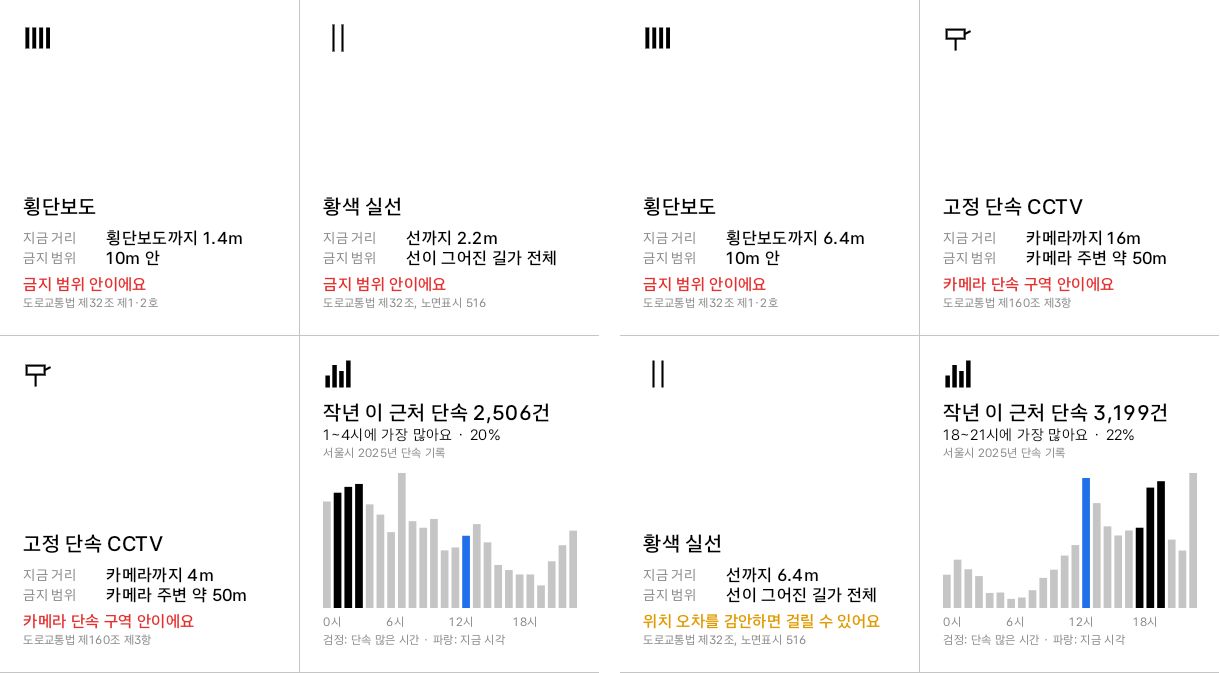 횡단보도
지금 거리 횡단보도까지 1.4m
금지 범위 10m 안
금지 범위 안이에요
도로교통법 제32조 제1·2호
황색 실선
지금 거리 선까지 2.2m
금지 범위 선이 그어진 길가 전체
금지 범위 안이에요
도로교통법 제32조, 노면표시 516
고정 단속 CCTV
지금 거리 카메라까지 4m
금지 범위 카메라 주변 약 50m
카메라 단속 구역 안이에요
도로교통법 제160조 제3항
작년 이 근처 단속 2,506건
1~4시에 가장 많아요 · 20%
서울시 2025년 단속 기록
0시 6시 12시 18시
검정: 단속 많은 시간 · 파랑: 지금 시각
횡단보도
지금 거리 횡단보도까지 6.4m
금지 범위 10m 안
금지 범위 안이에요
도로교통법 제32조 제1·2호
고정 단속 CCTV
지금 거리 카메라까지 16m
금지 범위 카메라 주변 약 50m
카메라 단속 구역 안이에요
도로교통법 제160조 제3항
황색 실선
지금 거리 선까지 6.4m
금지 범위 선이 그어진 길가 전체
위치 오차를 감안하면 걸릴 수 있어요
도로교통법 제32조, 노면표시 516
작년 이 근처 단속 3,199건
18~21시에 가장 많아요 · 22%
서울시 2025년 단속 기록
0시 6시 12시 18시
검정: 단속 많은 시간 · 파랑: 지금 시각